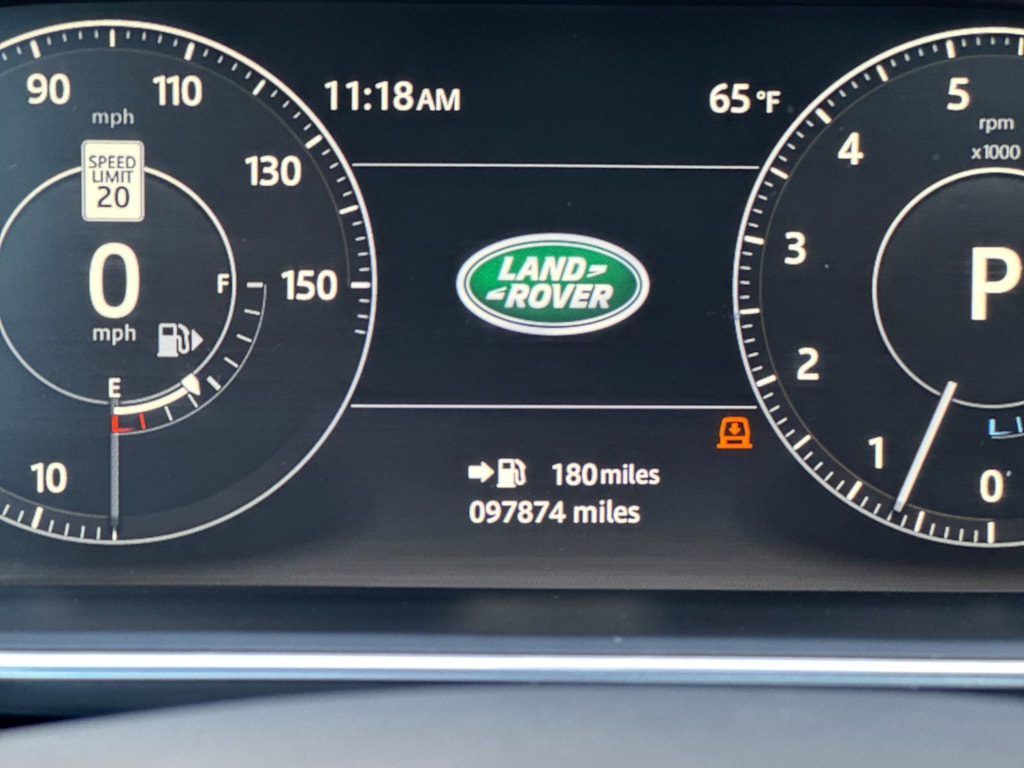 11:18AM
65°F
90
110
mph
130
150
SPEED
LIMIT
20
0
mph
F
E
10
LAND
ROVER
180miles
097874 miles
5
rpm
x1000
4
3
2
1
0
P